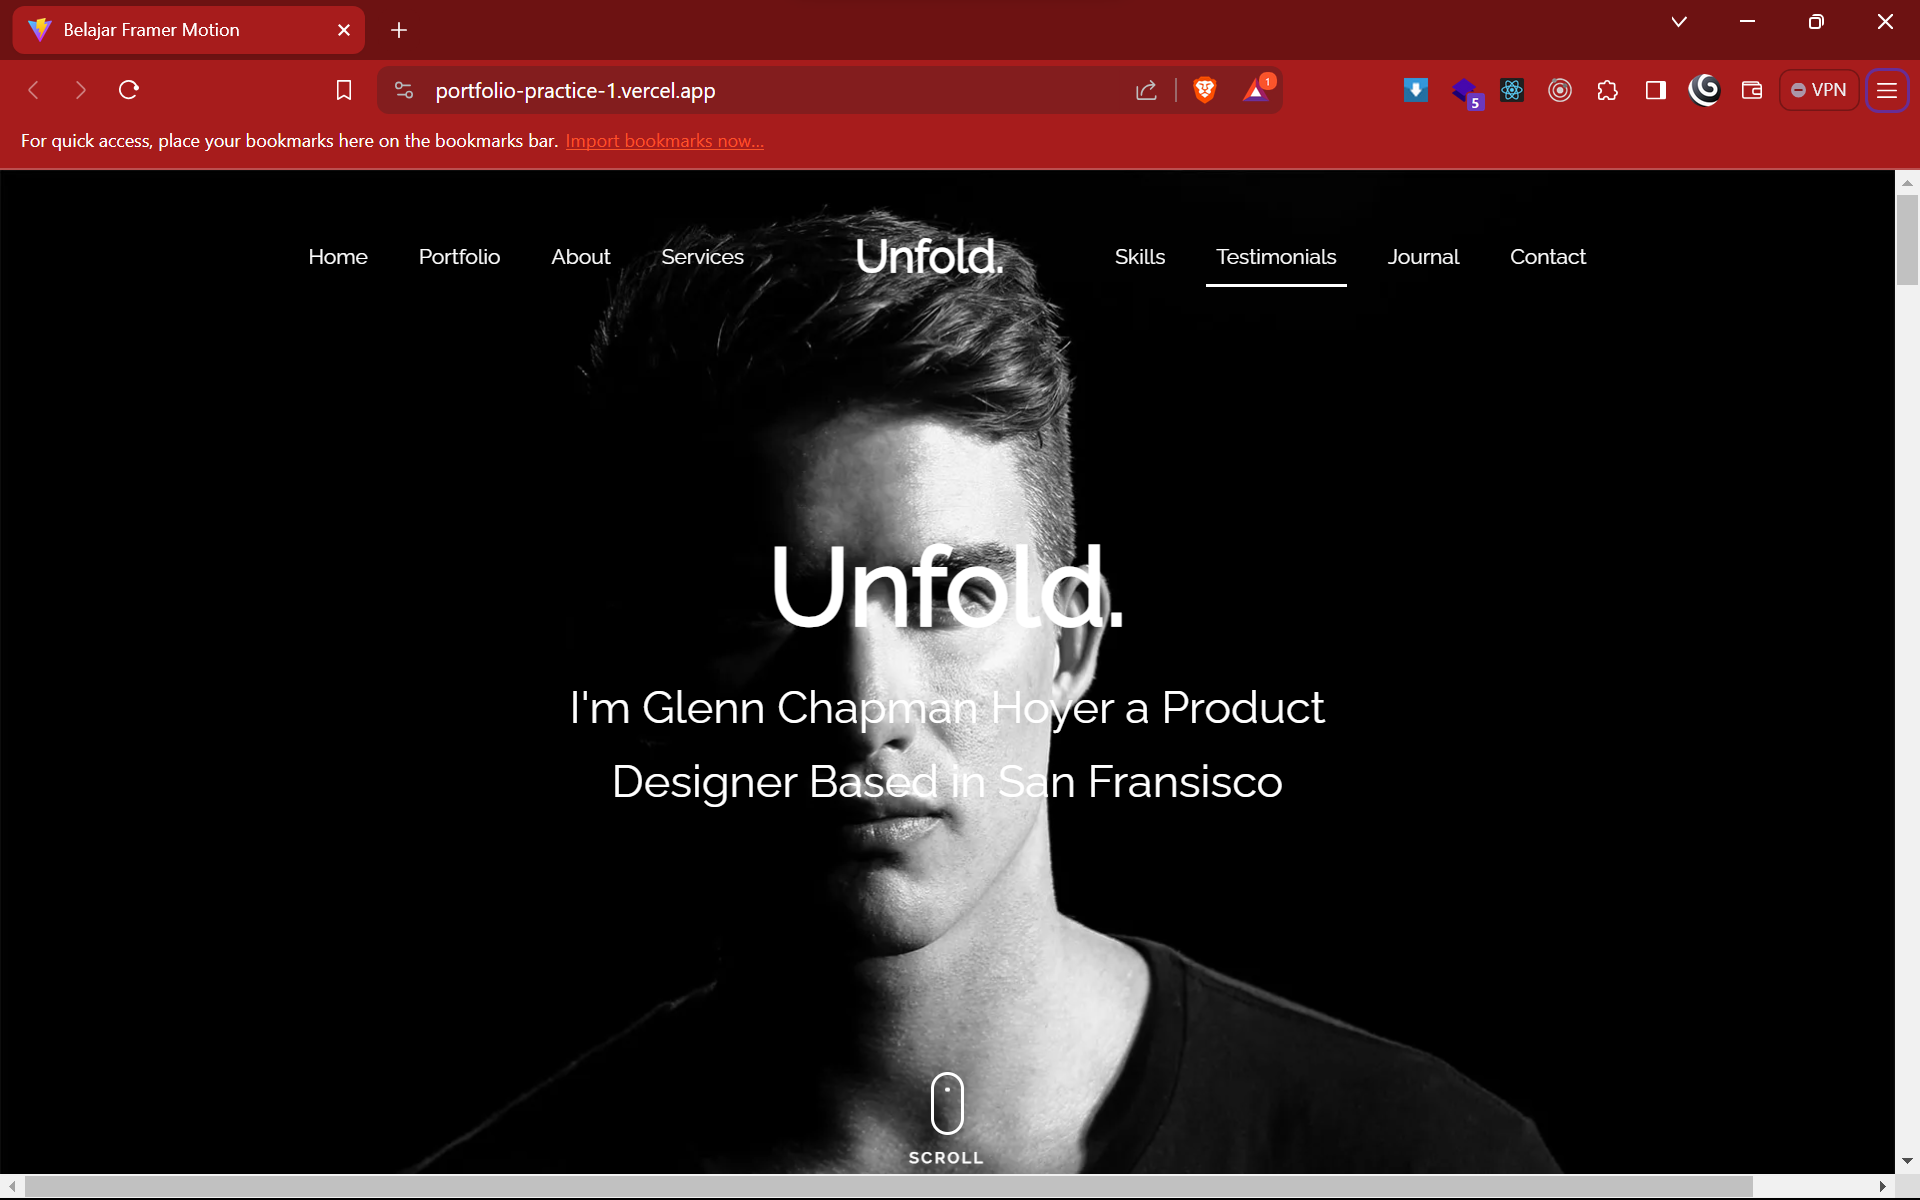 Belajar Framer Motion
portfolio-practice-1.vercel.app
1
5
VPN
For quick access, place your bookmarks here on the bookmarks bar. Import bookmarks now...
Home Portfolio About Services Unfold. Skills Testimonials Journal Contact
Unfold.
I'm Glenn Chapman Hoyer a Product
Designer Based in San Fransisco
SCROLL